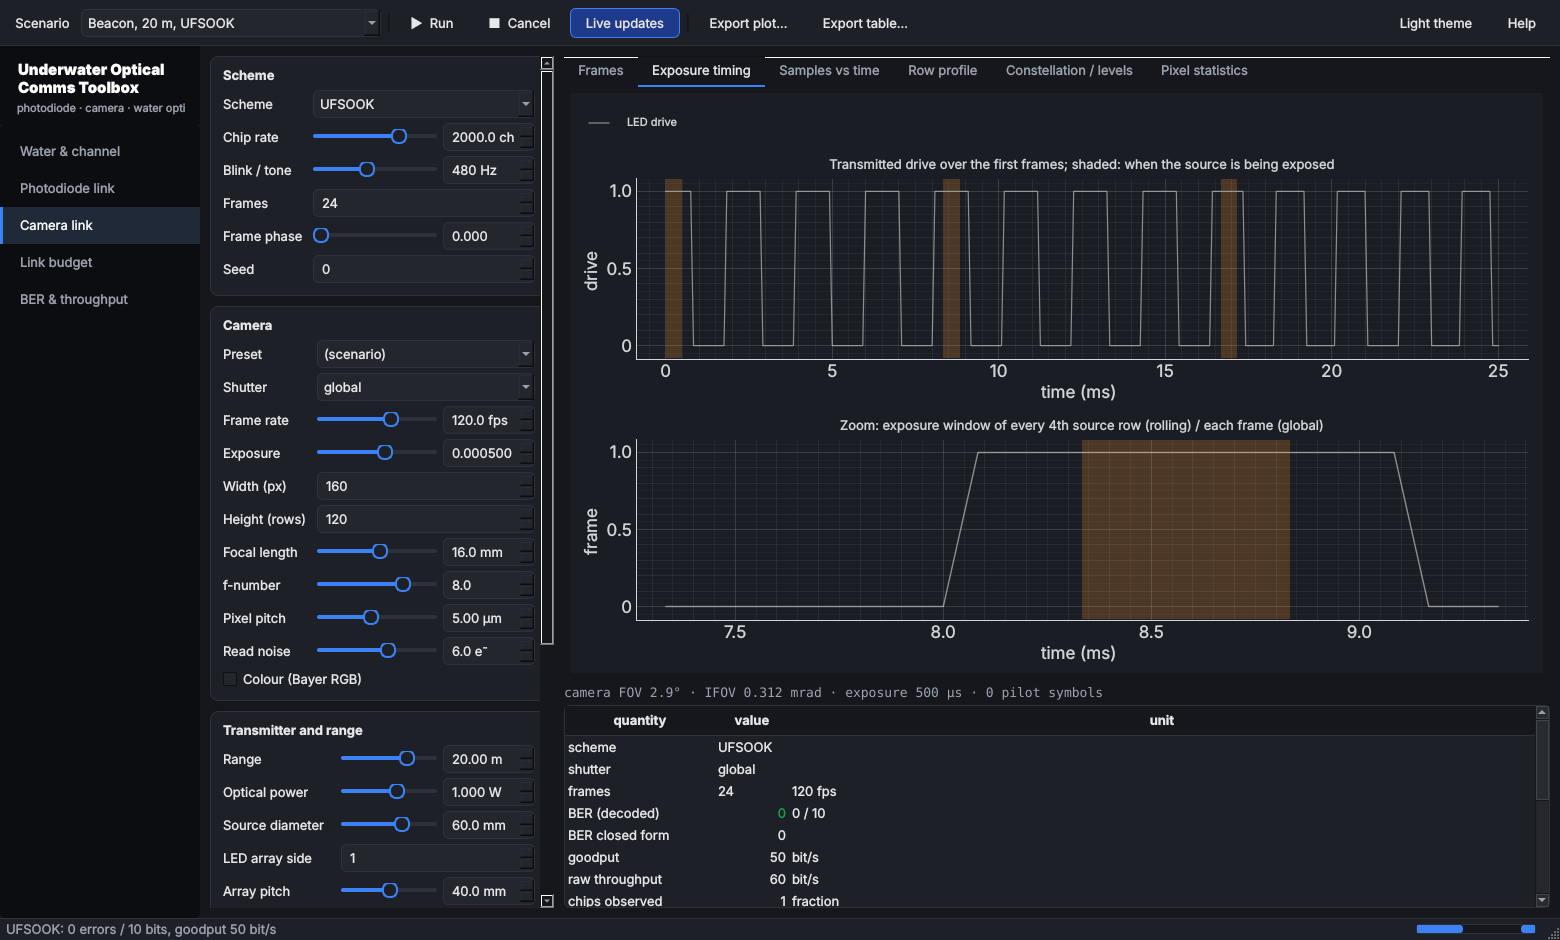 Scenario Beacon, 20 m, UFSOOK Run Cancel Live updates Export plot... Export table... Light theme Help
Underwater Optical
Comms Toolbox
photodiode · camera · water opti
Water & channel
Photodiode link
Camera link
Link budget
BER & throughput
Scheme
Scheme UFSOOK
Chip rate 2000.0 ch
Blink / tone 480 Hz
Frames 24
Frame phase 0.000
Seed 0
Camera
Preset (scenario)
Shutter global
Frame rate 120.0 fps
Exposure 0.000500
Width (px) 160
Height (rows) 120
Focal length 16.0 mm
f-number 8.0
Pixel pitch 5.00 µm
Read noise 6.0 e⁻
Colour (Bayer RGB)
Transmitter and range
Range 20.00 m
Optical power 1.000 W
Source diameter 60.0 mm
LED array side 1
Array pitch 40.0 mm
Frames Exposure timing Samples vs time Row profile Constellation / levels Pixel statistics
LED drive
Transmitted drive over the first frames; shaded: when the source is being exposed
drive
1.0
0.5
0
0 5 10 15 20 25
time (ms)
Zoom: exposure window of every 4th source row (rolling) / each frame (global)
frame
1.0
0.5
0
7.5 8.0 8.5 9.0
time (ms)
camera FOV 2.9° · IFOV 0.312 mrad · exposure 500 µs · 0 pilot symbols
quantity value unit
scheme UFSOOK
shutter global
frames 24 120 fps
BER (decoded) 0 0 / 10
BER closed form 0
goodput 50 bit/s
raw throughput 60 bit/s
chips observed 1 fraction
UFSOOK: 0 errors / 10 bits, goodput 50 bit/s